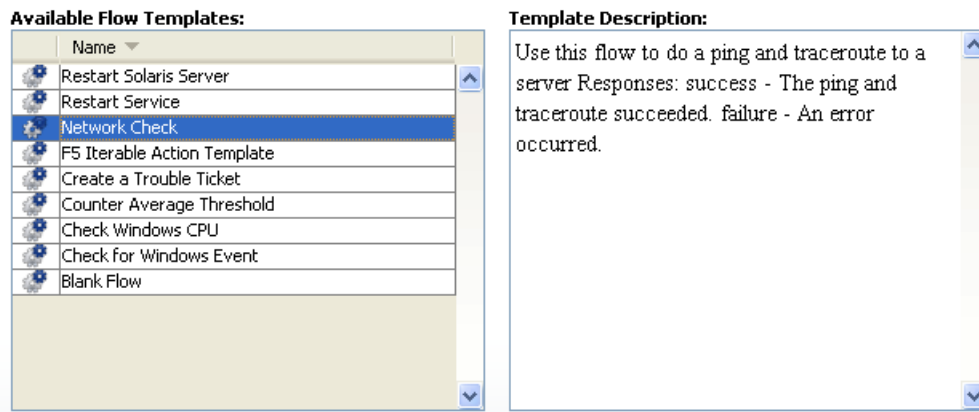 Available Flow Templates:
Name
Restart Solaris Server
Restart Service
Network Check
F5 Iterable Action Template
Create a Trouble Ticket
Counter Average Threshold
Check Windows CPU
Check for Windows Event
Blank Flow
Template Description:
Use this flow to do a ping and traceroute to a
server Responses: success - The ping and
traceroute succeeded. failure - An error
occurred.